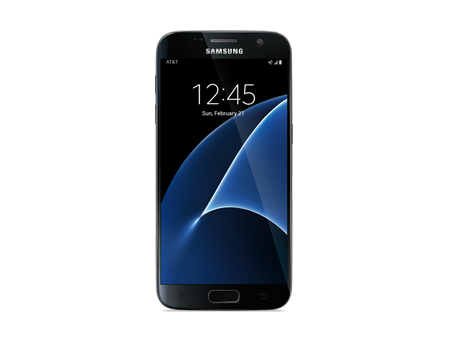 SAMSUNG
AT&T
12:45
Sun, February 21